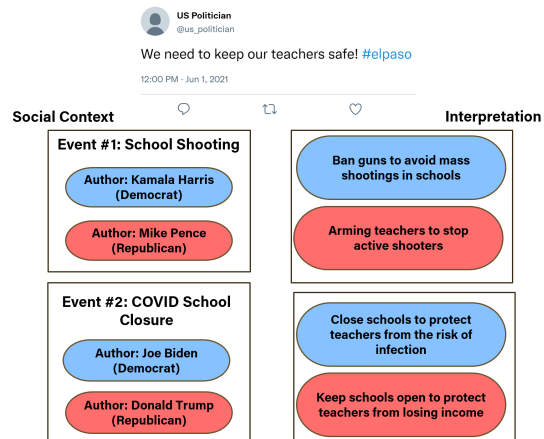 US Politician
@us_politician
We need to keep our teachers safe! #elpaso
12:00 PM · Jun 1, 2021
Social Context
Interpretation
Event #1: School Shooting
Author: Kamala Harris
(Democrat)
Author: Mike Pence
(Republican)
Ban guns to avoid mass
shootings in schools
Arming teachers to stop
active shooters
Event #2: COVID School
Closure
Author: Joe Biden
(Democrat)
Author: Donald Trump
(Republican)
Close schools to protect
teachers from the risk of
infection
Keep schools open to protect
teachers from losing income